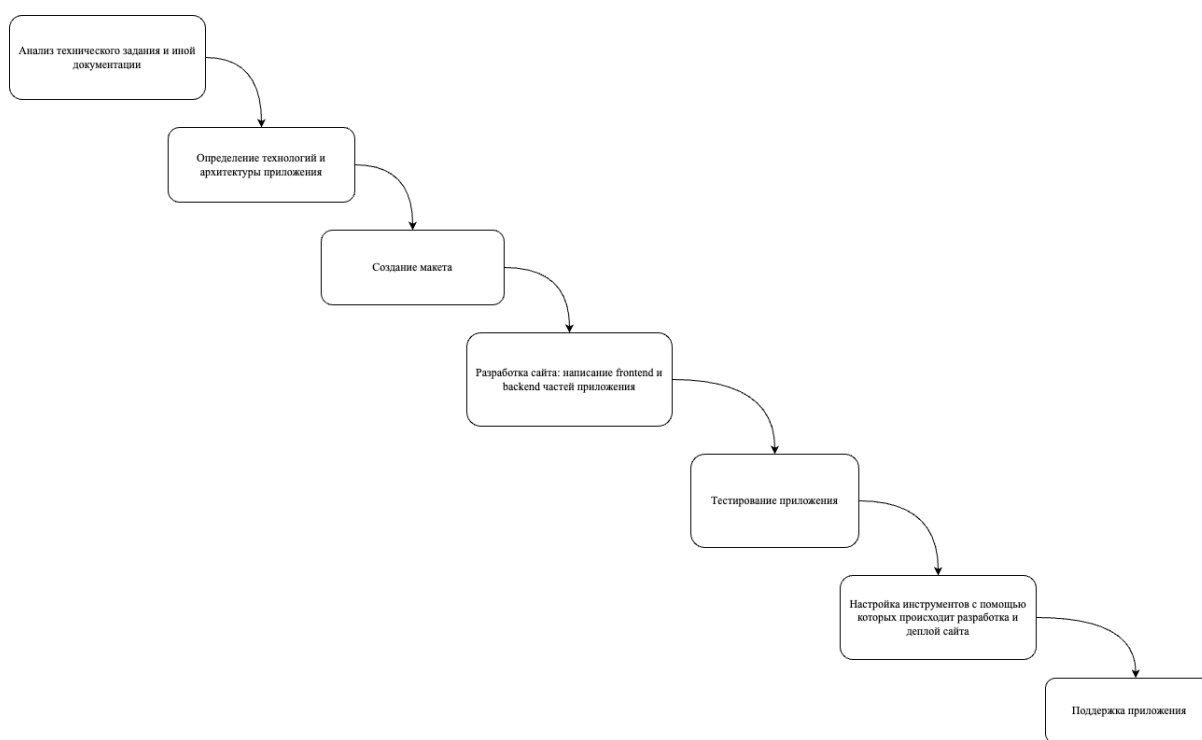 Анализ технического задания и иной
документации
Определение технологий и
архитектуры приложения
Создание макета
Разработка сайта: написание frontend и
backend частей приложения
Тестирование приложения
Настройка инструментов с помощью
которых происходит разработка и
деплой сайта
Поддержка приложения